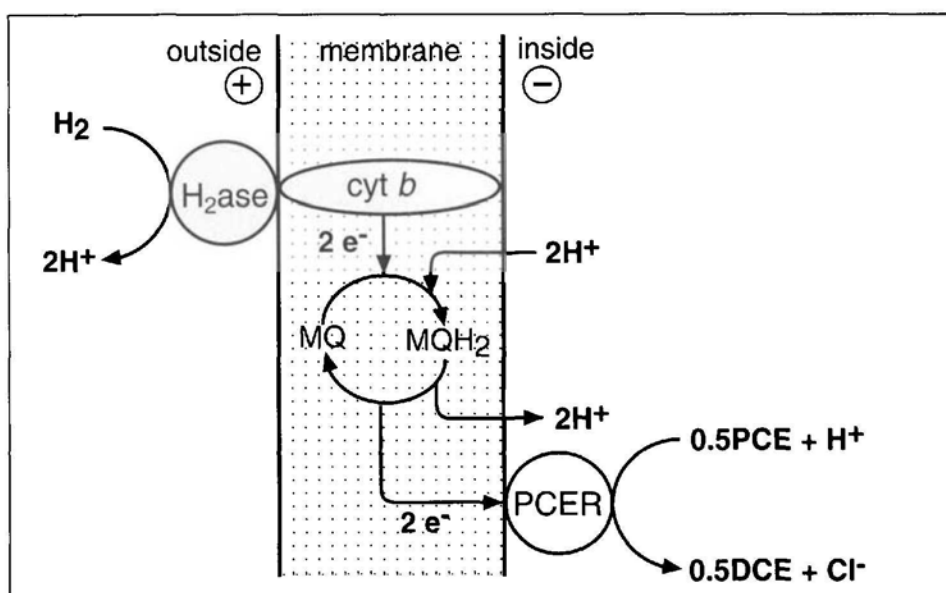 outside membrane inside
+ −
H2
H2ase cyt b
2H+
2 e- 2H+
MQ MQH2
2H+
0.5PCE + H+
PCER
2 e-
0.5DCE + Cl-